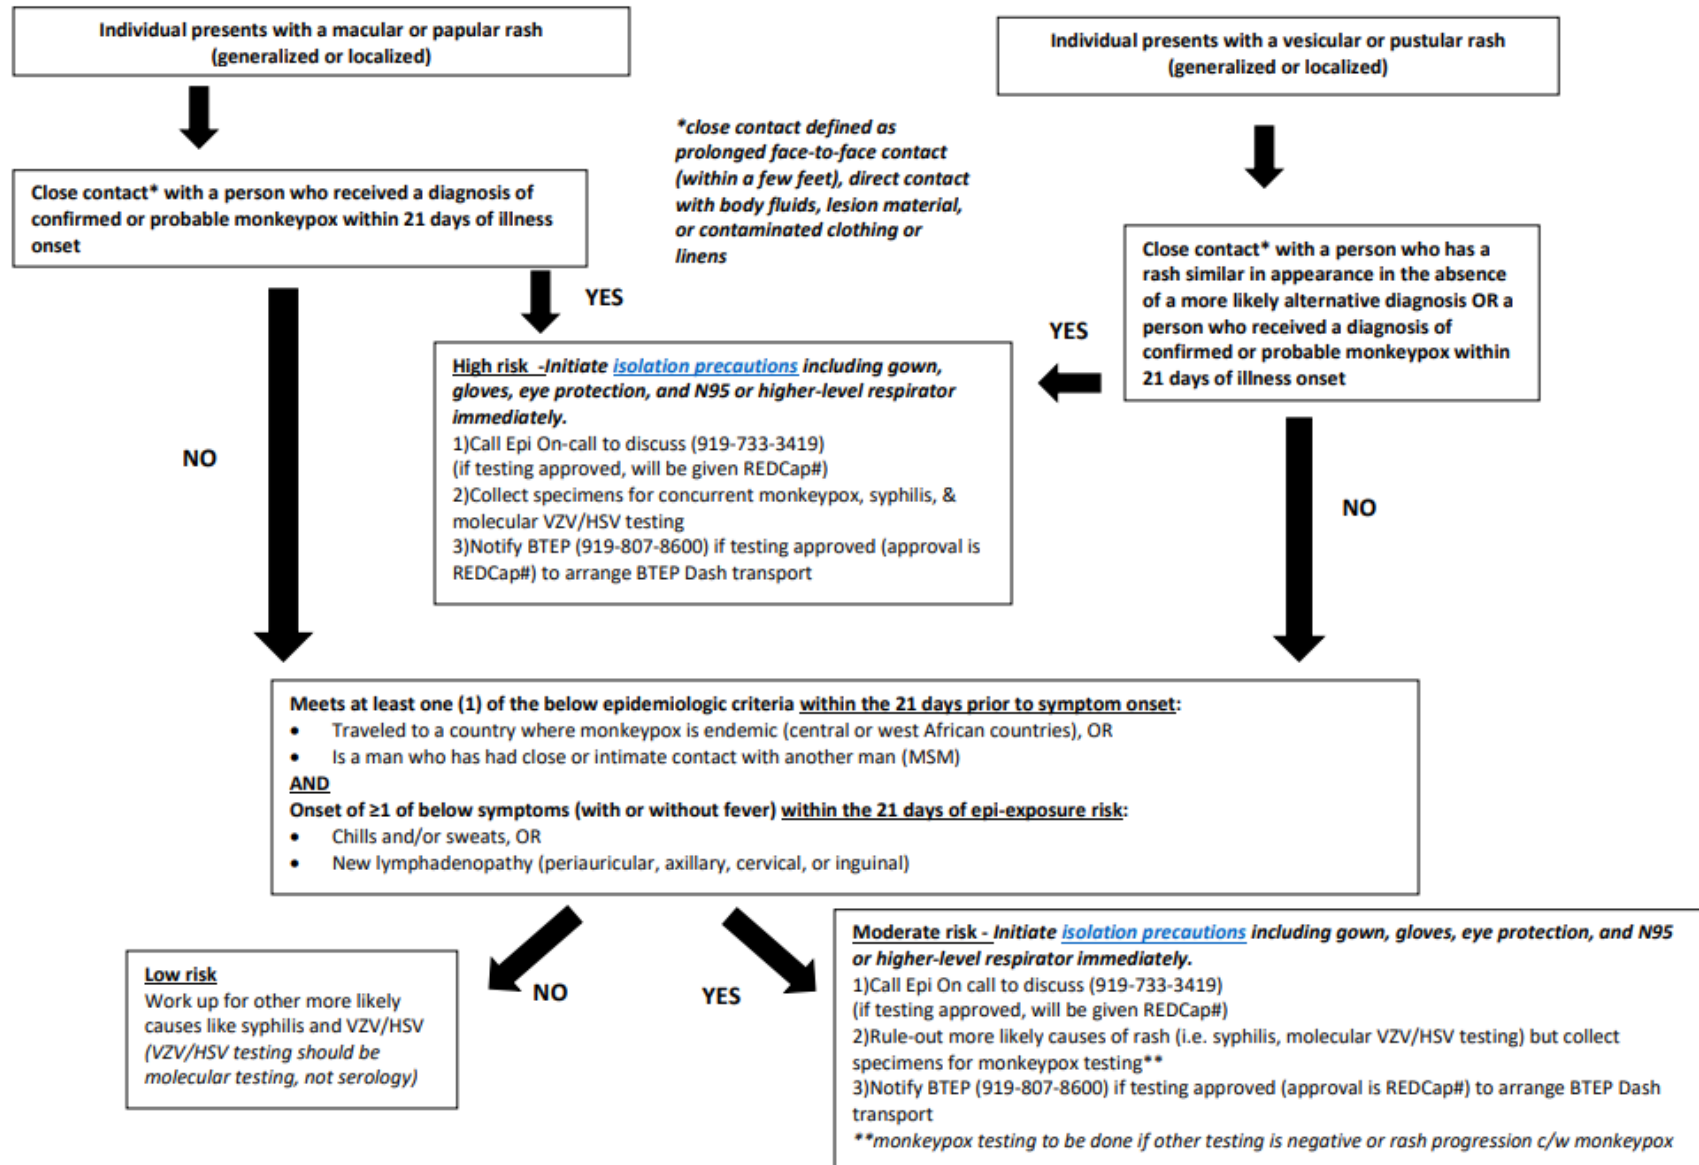 Individual presents with a macular or papular rash
(generalized or localized)
Individual presents with a vesicular or pustular rash
(generalized or localized)
*close contact defined as
prolonged face-to-face contact
(within a few feet), direct contact
with body fluids, lesion material,
or contaminated clothing or
linens
Close contact* with a person who received a diagnosis of
confirmed or probable monkeypox within 21 days of illness
onset
Close contact* with a person who has a
rash similar in appearance in the absence
of a more likely alternative diagnosis OR a
person who received a diagnosis of
confirmed or probable monkeypox within
21 days of illness onset
YES
YES
High risk -Initiate isolation precautions including gown,
gloves, eye protection, and N95 or higher-level respirator
immediately.
1)Call Epi On-call to discuss (919-733-3419)
(if testing approved, will be given REDCap#)
2)Collect specimens for concurrent monkeypox, syphilis, &
molecular VZV/HSV testing
3)Notify BTEP (919-807-8600) if testing approved (approval is
REDCap#) to arrange BTEP Dash transport
NO
NO
Meets at least one (1) of the below epidemiologic criteria within the 21 days prior to symptom onset:
• Traveled to a country where monkeypox is endemic (central or west African countries), OR
• Is a man who has had close or intimate contact with another man (MSM)
AND
Onset of ≥1 of below symptoms (with or without fever) within the 21 days of epi-exposure risk:
• Chills and/or sweats, OR
• New lymphadenopathy (periauricular, axillary, cervical, or inguinal)
NO
YES
Low risk
Work up for other more likely
causes like syphilis and VZV/HSV
(VZV/HSV testing should be
molecular testing, not serology)
Moderate risk - Initiate isolation precautions including gown, gloves, eye protection, and N95
or higher-level respirator immediately.
1)Call Epi On call to discuss (919-733-3419)
(if testing approved, will be given REDCap#)
2)Rule-out more likely causes of rash (i.e. syphilis, molecular VZV/HSV testing) but collect
specimens for monkeypox testing**
3)Notify BTEP (919-807-8600) if testing approved (approval is REDCap#) to arrange BTEP Dash
transport
**monkeypox testing to be done if other testing is negative or rash progression c/w monkeypox